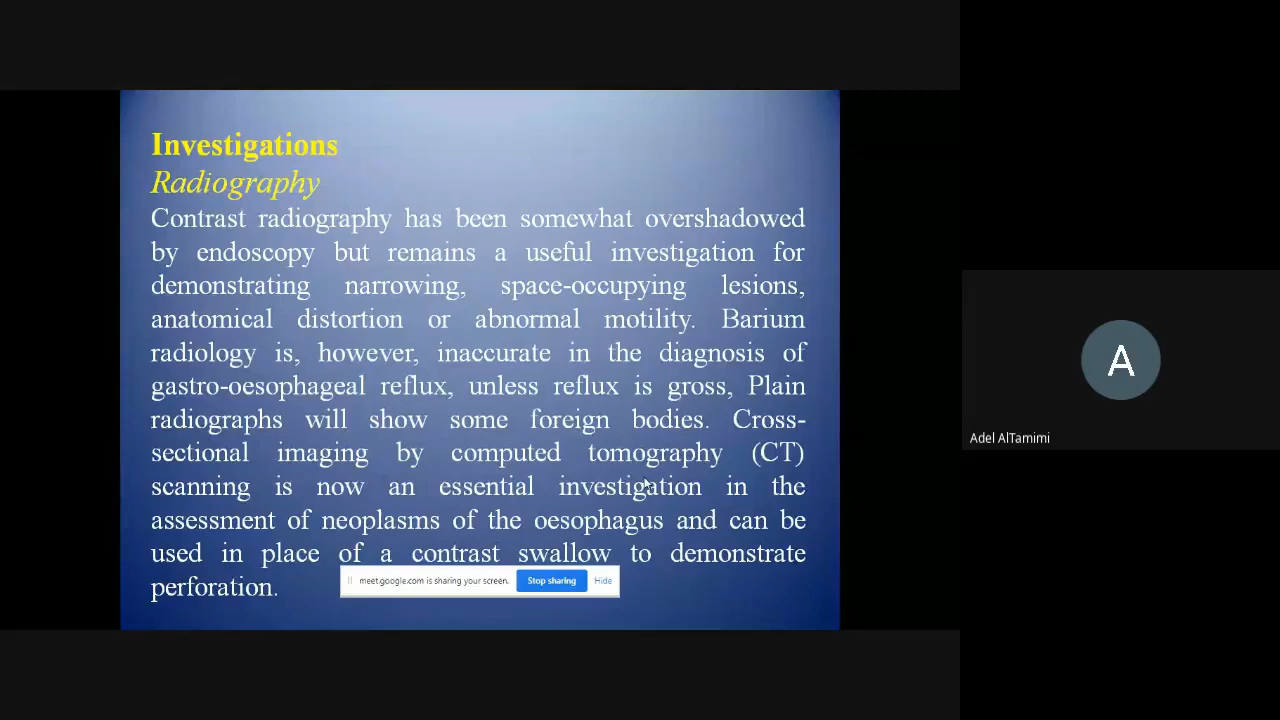 Investigations
Radiography
Contrast radiography has been somewhat overshadowed
by endoscopy but remains a useful investigation for
demonstrating narrowing, space-occupying lesions,
anatomical distortion or abnormal motility. Barium
radiology is, however, inaccurate in the diagnosis of
gastro-oesophageal reflux, unless reflux is gross, Plain
radiographs will show some foreign bodies. Cross-
sectional imaging by computed tomography (CT)
scanning is now an essential investigation in the
assessment of neoplasms of the oesophagus and can be
used in place of a contrast swallow to demonstrate
perforation.
meet.google.com is sharing your screen.
Stop sharing
Hide
A
Adel AlTamimi